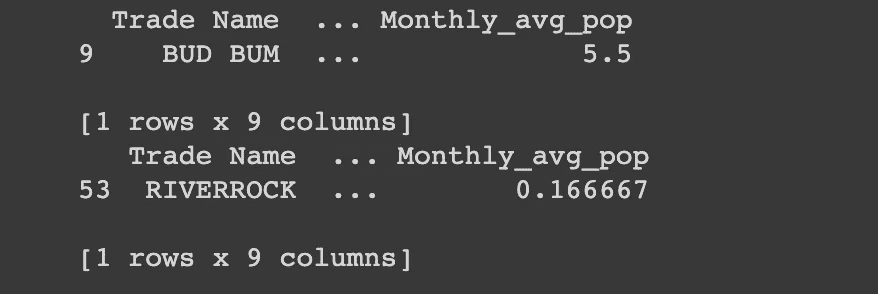 Trade Name ... Monthly_avg_pop
9 BUD BUM ... 5.5
[1 rows x 9 columns]
Trade Name ... Monthly_avg_pop
53 RIVERROCK ... 0.166667
[1 rows x 9 columns]